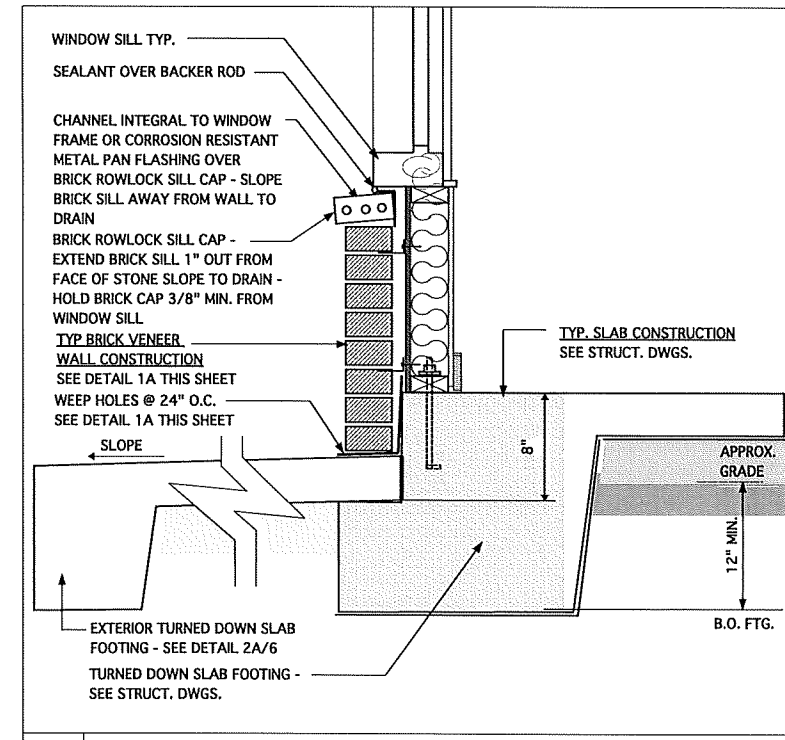 WINDOW SILL TYP.
SEALANT OVER BACKER ROD
CHANNEL INTEGRAL TO WINDOW
FRAME OR CORROSION RESISTANT
METAL PAN FLASHING OVER
BRICK ROWLOCK SILL CAP - SLOPE
BRICK SILL AWAY FROM WALL TO
DRAIN
BRICK ROWLOCK SILL CAP -
EXTEND BRICK SILL 1" OUT FROM
FACE OF STONE SLOPE TO DRAIN -
HOLD BRICK CAP 3/8" MIN. FROM
WINDOW SILL
TYP BRICK VENEER
WALL CONSTRUCTION
SEE DETAIL 1A THIS SHEET
WEEP HOLES @ 24" O.C.
SEE DETAIL 1A THIS SHEET
SLOPE
TYP. SLAB CONSTRUCTION
SEE STRUCT. DWGS.
8"
APPROX.
GRADE
12" MIN.
B.O. FTG.
EXTERIOR TURNED DOWN SLAB
FOOTING - SEE DETAIL 2A/6
TURNED DOWN SLAB FOOTING -
SEE STRUCT. DWGS.